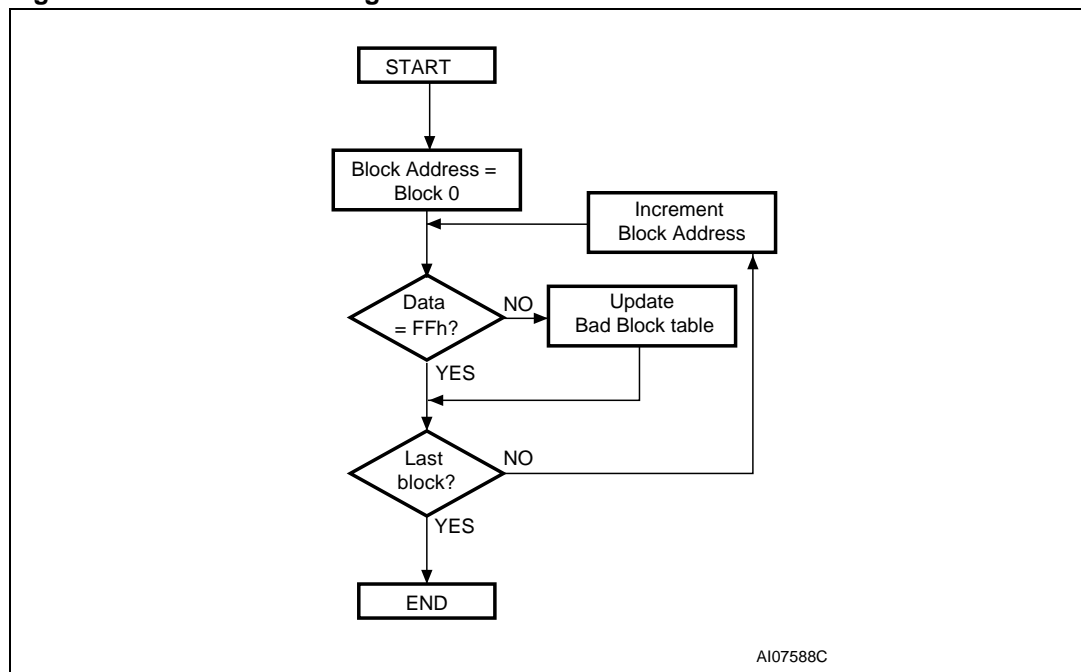 START
Block Address =
Block 0
Increment
Block Address
Data
= FFh?
NO
Update
Bad Block table
YES
Last
block?
NO
YES
END
AI07588C